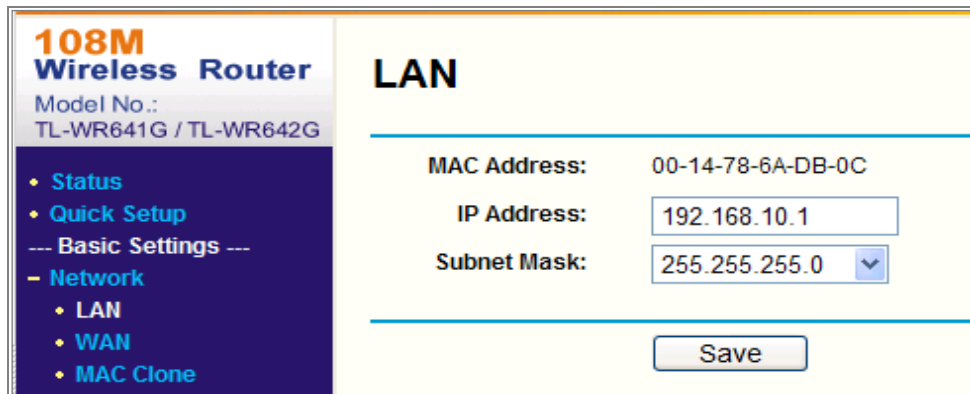 108M
Wireless Router
Model No.:
TL-WR641G / TL-WR642G
• Status
• Quick Setup
--- Basic Settings ---
– Network
• LAN
• WAN
• MAC Clone
LAN
MAC Address: 00-14-78-6A-DB-0C
IP Address: 192.168.10.1
Subnet Mask: 255.255.255.0
Save